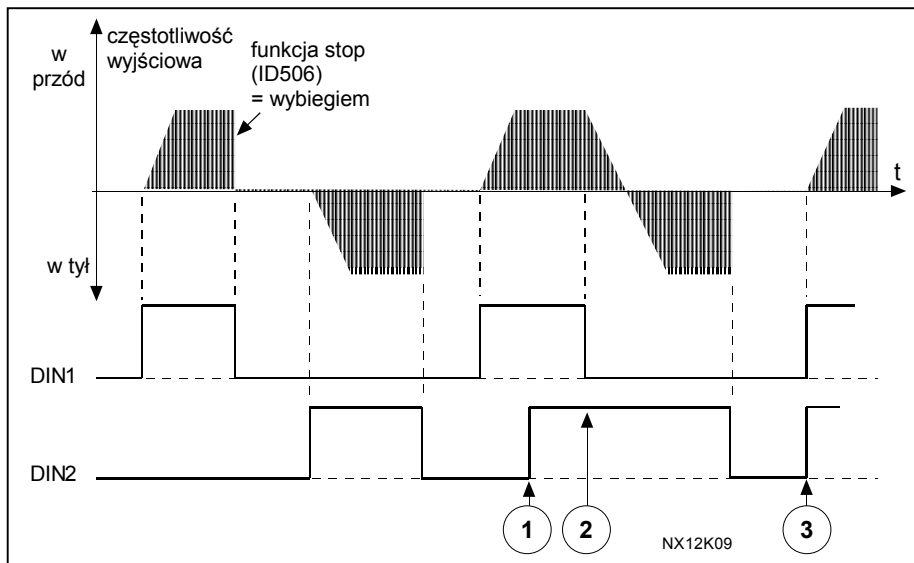 w
przód
częstotliwość
wyjściowa
funkcja stop
(ID506)
= wybiegiem
t
w tył
DIN1
DIN2
1
2
3
NX12K09